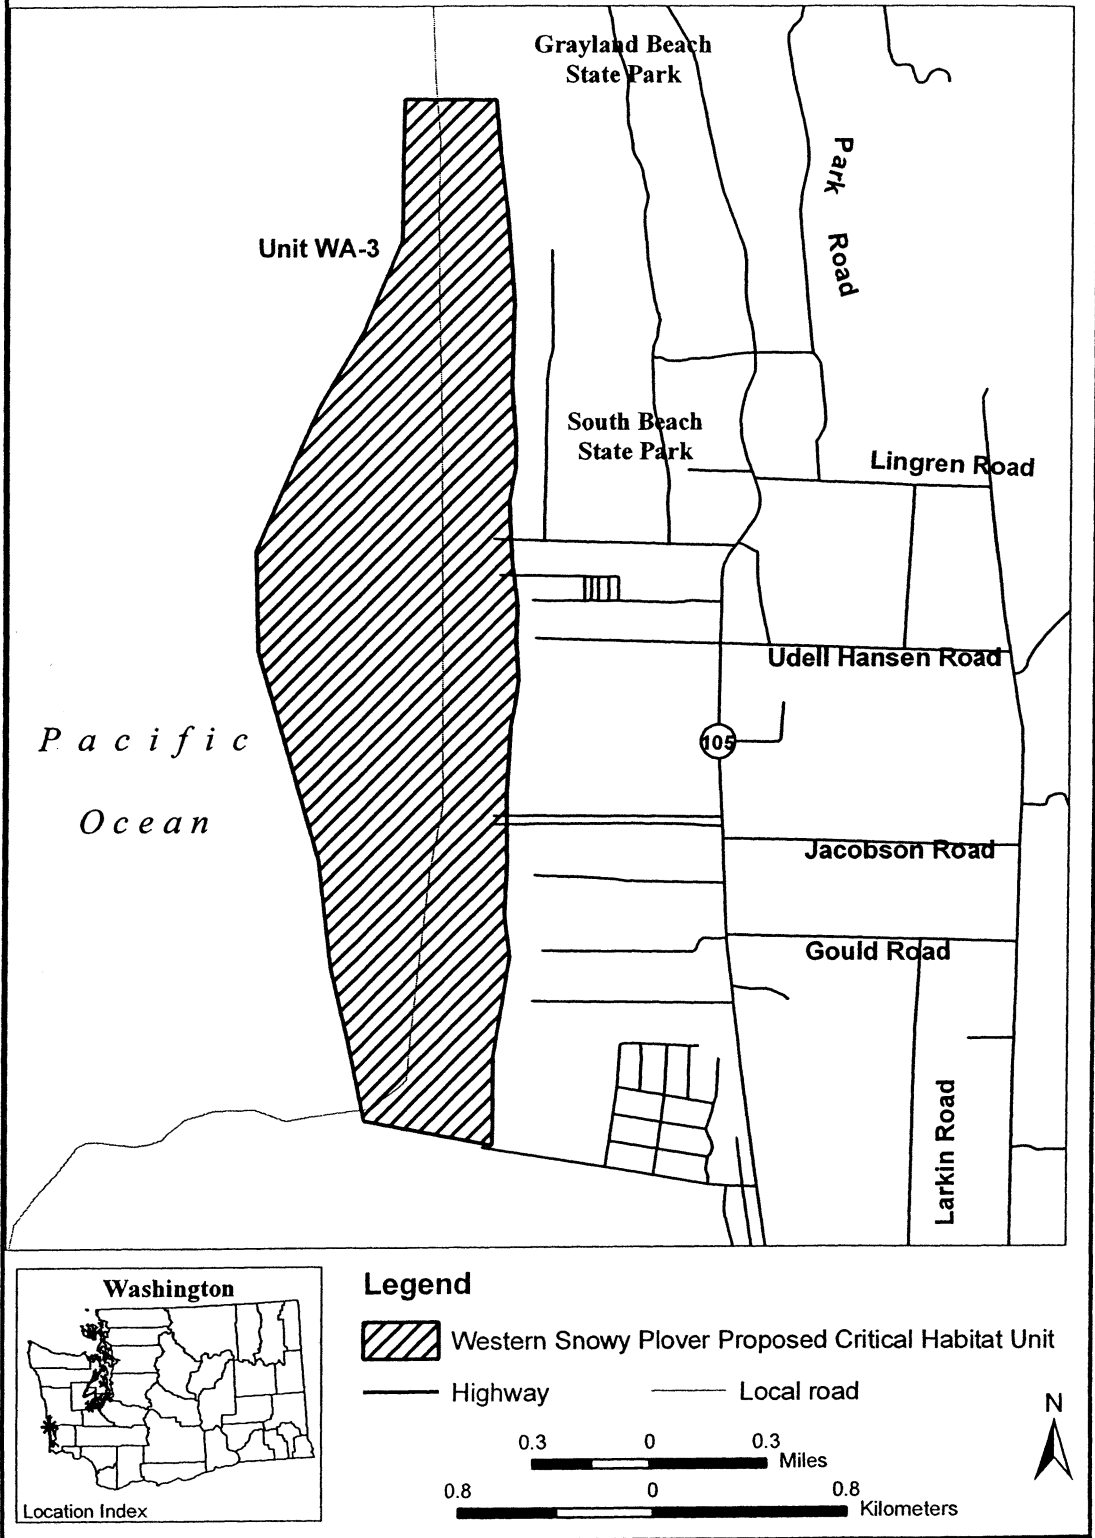 Grayland Beach
State Park
Park Road
Unit WA-3
South Beach
State Park
Lingren Road
Udell Hansen Road
Pacific
105
Ocean
Jacobson Road
Gould Road
Larkin Road
Washington
Location Index
Legend
Western Snowy Plover Proposed Critical Habitat Unit
Highway
Local road
N
0.3 0 0.3
Miles
0.8 0 0.8
Kilometers